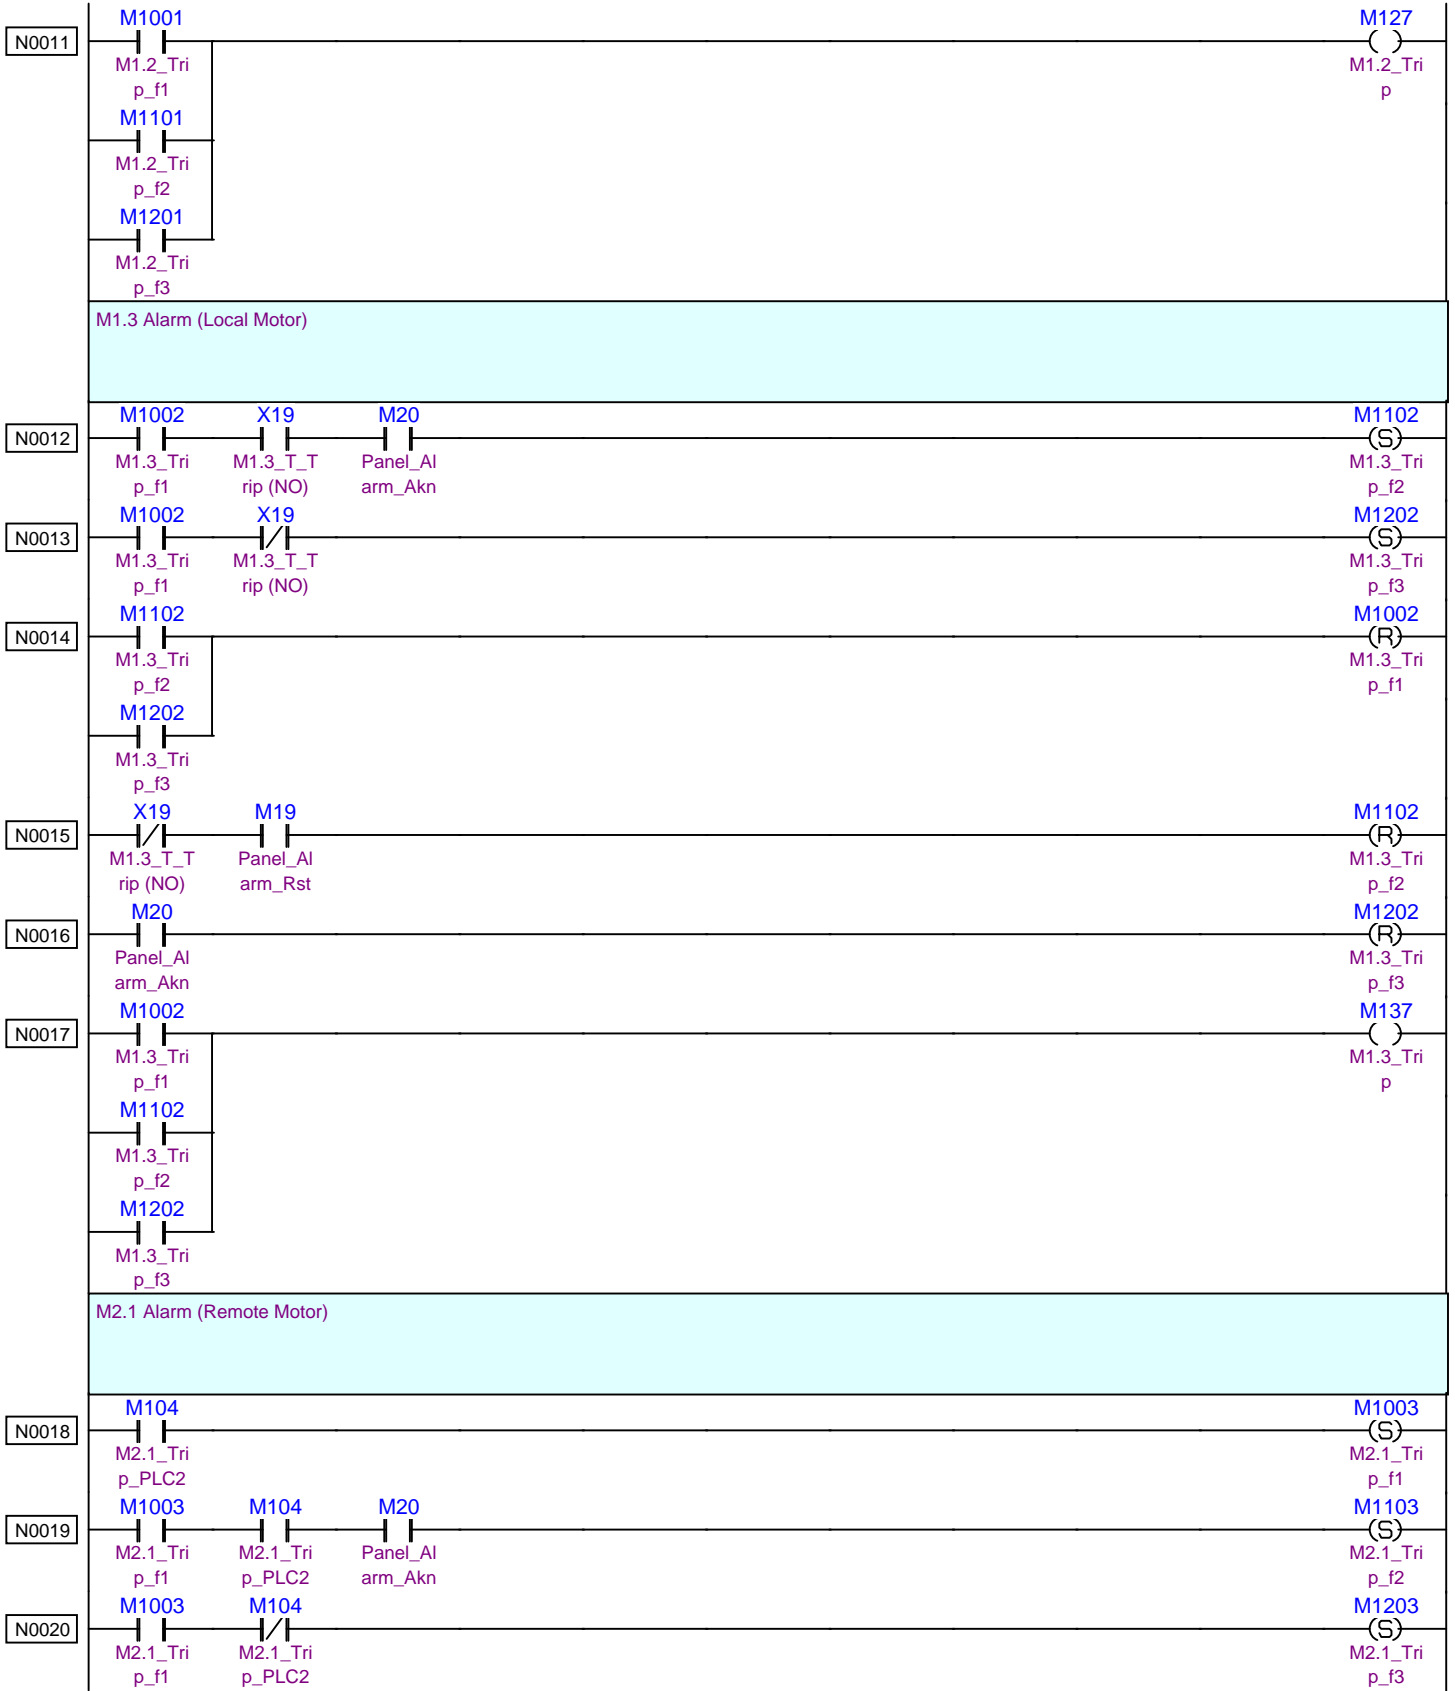 M1001
M127
N0011
M1.2_Tri
p_f1
M1.2_Tri
p
M1101
M1.2_Tri
p_f2
M1201
M1.2_Tri
p_f3
M1.3 Alarm (Local Motor)
M1002 X19 M20 M1102
N0012 S
M1.3_Tri M1.3_T_T Panel_Al M1.3_Tri
p_f1 rip (NO) arm_Akn p_f2
M1002 X19 M1202
N0013 S
M1.3_Tri M1.3_T_T M1.3_Tri
p_f1 rip (NO) p_f3
M1102 M1002
N0014 R
M1.3_Tri M1.3_Tri
p_f2 p_f1
M1202
M1.3_Tri
p_f3
X19 M19 M1102
N0015 R
M1.3_T_T Panel_Al M1.3_Tri
rip (NO) arm_Rst p_f2
M20 M1202
N0016 R
Panel_Al M1.3_Tri
arm_Akn p_f3
M1002 M137
N0017
M1.3_Tri M1.3_Tri
p_f1 p
M1102
M1.3_Tri
p_f2
M1202
M1.3_Tri
p_f3
M2.1 Alarm (Remote Motor)
M104 M1003
N0018 S
M2.1_Tri M2.1_Tri
p_PLC2 p_f1
M1003 M104 M20 M1103
N0019 S
M2.1_Tri M2.1_Tri Panel_Al M2.1_Tri
p_f1 p_PLC2 arm_Akn p_f2
M1003 M104 M1203
N0020 S
M2.1_Tri M2.1_Tri M2.1_Tri
p_f1 p_PLC2 p_f3